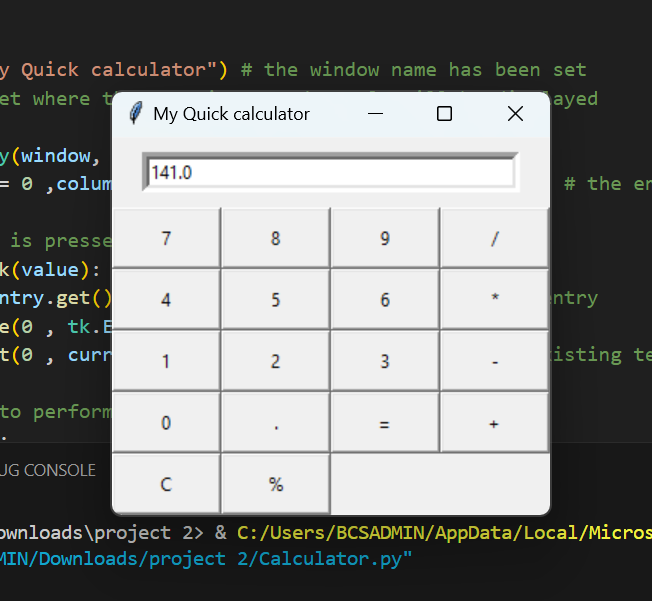 y Quick calculator") # the window name has been set
et where t
ayed
My Quick calculator
y(window,
141.0
= 0 ,colum
# the en
7 8 9 /
is presse
k(value):
4 5 6 *
ntry.get()
entry
e(0 , tk.E
t(0 , curr
isting te
1 2 3 -
to perform
0 . = +
UG CONSOLE
C %
ownloads\project 2> & C:/Users/BCSADMIN/AppData/Local/Micros
MIN/Downloads/project 2/Calculator.py"